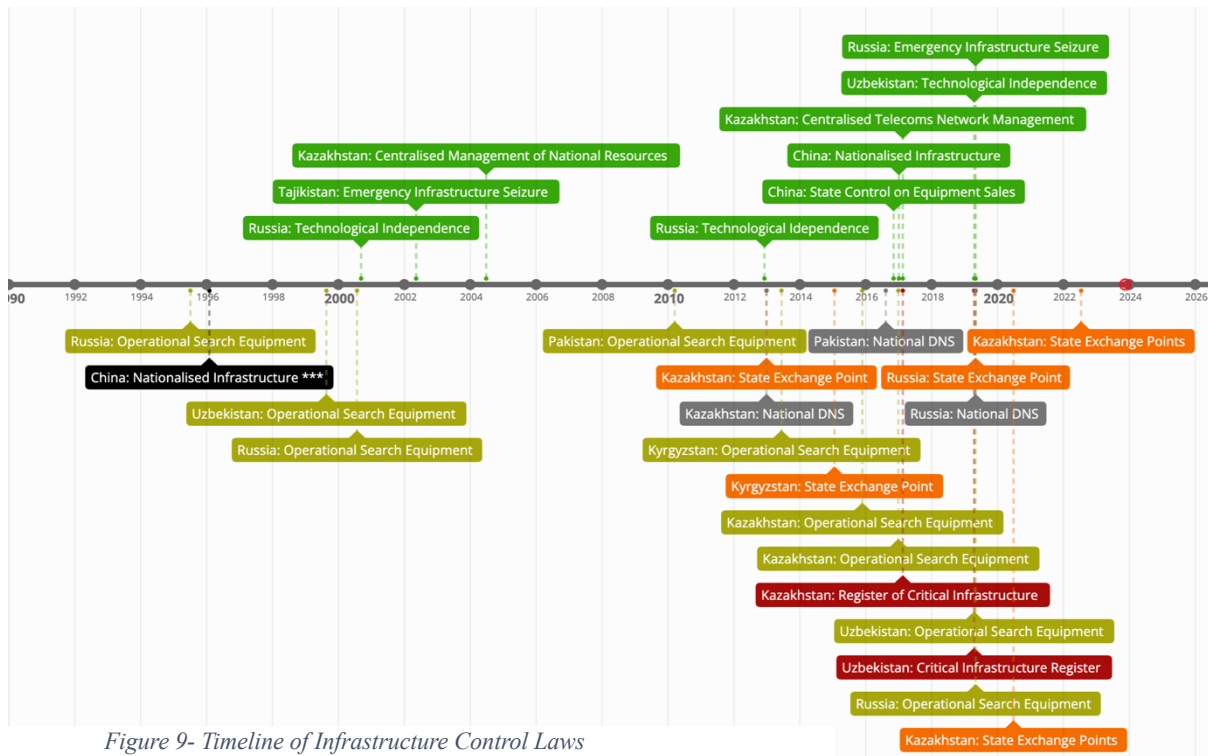 Russia: Emergency Infrastructure Seizure
Uzbekistan: Technological Independence
Kazakhstan: Centralised Telecoms Network Management
Kazakhstan: Centralised Management of National Resources
China: Nationalised Infrastructure
Tajikistan: Emergency Infrastructure Seizure
China: State Control on Equipment Sales
Russia: Technological Independence
Russia: Technological Idependence
90 1992 1994 1996 1998 2000 2002 2004 2006 2008 2010 2012 2014 2016 2018 2020 2022 2024 2026
Russia: Operational Search Equipment
Pakistan: Operational Search Equipment
Pakistan: National DNS
Kazakhstan: State Exchange Points
China: Nationalised Infrastructure ***
Kazakhstan: State Exchange Point
Russia: State Exchange Point
Uzbekistan: Operational Search Equipment
Kazakhstan: National DNS
Russia: National DNS
Russia: Operational Search Equipment
Kyrgyzstan: Operational Search Equipment
Kyrgyzstan: State Exchange Point
Kazakhstan: Operational Search Equipment
Kazakhstan: Operational Search Equipment
Kazakhstan: Register of Critical Infrastructure
Uzbekistan: Operational Search Equipment
Uzbekistan: Critical Infrastructure Register
Russia: Operational Search Equipment
Kazakhstan: State Exchange Points
Figure 9- Timeline of Infrastructure Control Laws